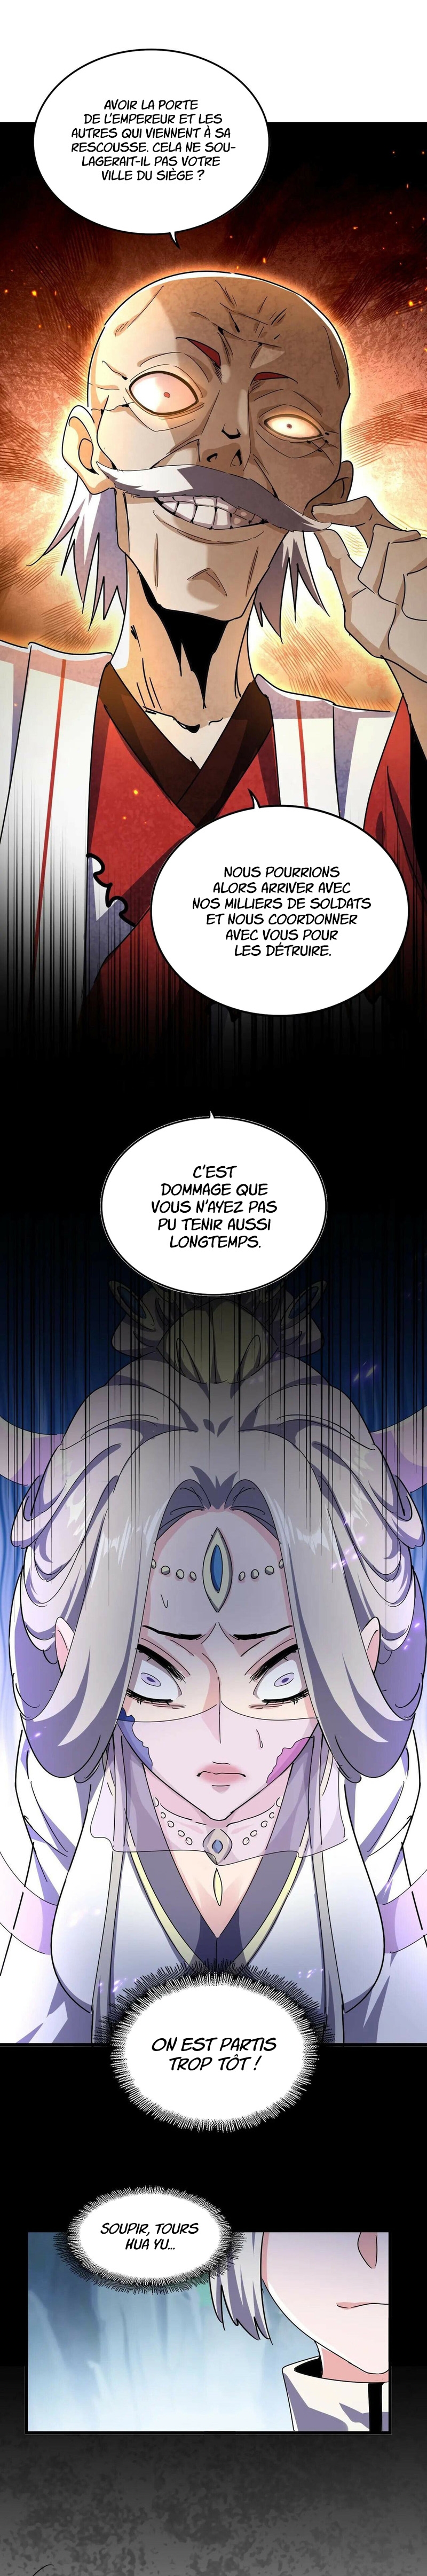 AVOIR LA PORTE
DE L'EMPEREUR ET LES
AUTRES QUI VIENNENT À SA
RESCOUSSE. CELA NE SOU-
LAGERAIT-IL PAS VOTRE
VILLE DU SIÈGE ?
NOUS POURRIONS
ALORS ARRIVER AVEC
NOS MILLIERS DE SOLDATS
ET NOUS COORDONNER
AVEC VOUS POUR
LES DÉTRUIRE.
C'EST
DOMMAGE QUE
VOUS N'AYEZ PAS
PU TENIR AUSSI
LONGTEMPS.
ON EST PARTIS
TROP TÔT !
SOUPIR, TOURS
HUA YU...